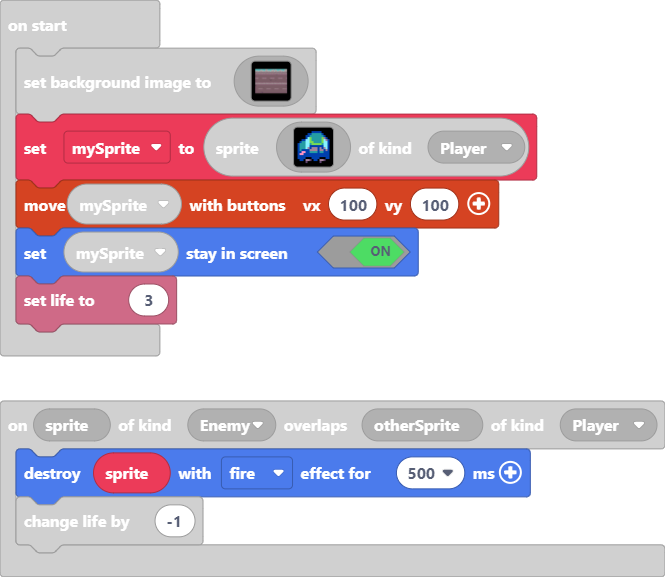 on start
set background image to
set mySprite to sprite of kind Player
move mySprite with buttons vx 100 vy 100
set mySprite stay in screen ON
set life to 3
on sprite of kind Enemy overlaps otherSprite of kind Player
destroy sprite with fire effect for 500 ms
change life by -1